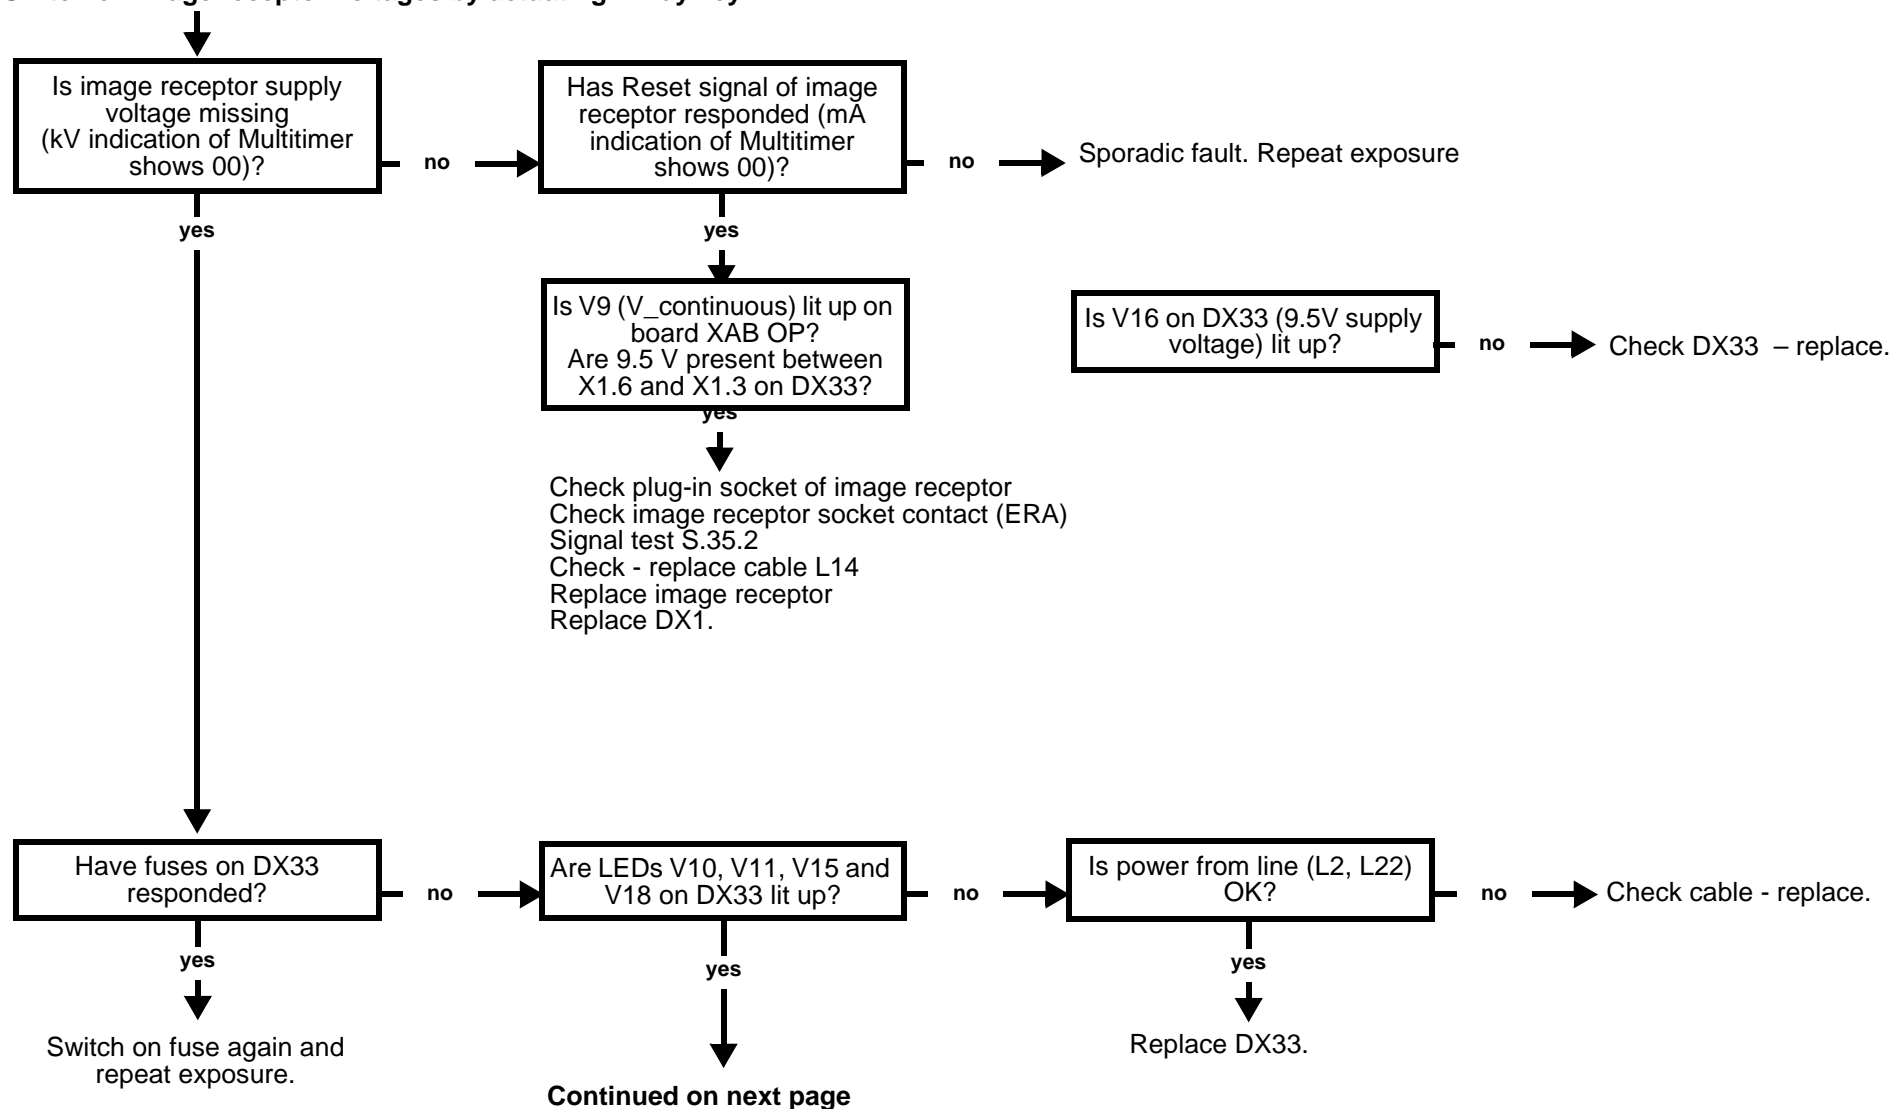 Is image receptor supply
voltage missing
(kV indication of Multitimer
shows 00)?
no
Has Reset signal of image
receptor responded (mA
indication of Multitimer
shows 00)?
no
Sporadic fault. Repeat exposure
yes
yes
Is V9 (V_continuous) lit up on
board XAB OP?
Are 9.5 V present between
X1.6 and X1.3 on DX33?
Is V16 on DX33 (9.5V supply
voltage) lit up?
no
Check DX33 – replace.
yes
Check plug-in socket of image receptor
Check image receptor socket contact (ERA)
Signal test S.35.2
Check - replace cable L14
Replace image receptor
Replace DX1.
Have fuses on DX33
responded?
no
Are LEDs V10, V11, V15 and
V18 on DX33 lit up?
no
Is power from line (L2, L22)
OK?
no
Check cable - replace.
yes
yes
yes
Switch on fuse again and
repeat exposure.
Replace DX33.
Continued on next page